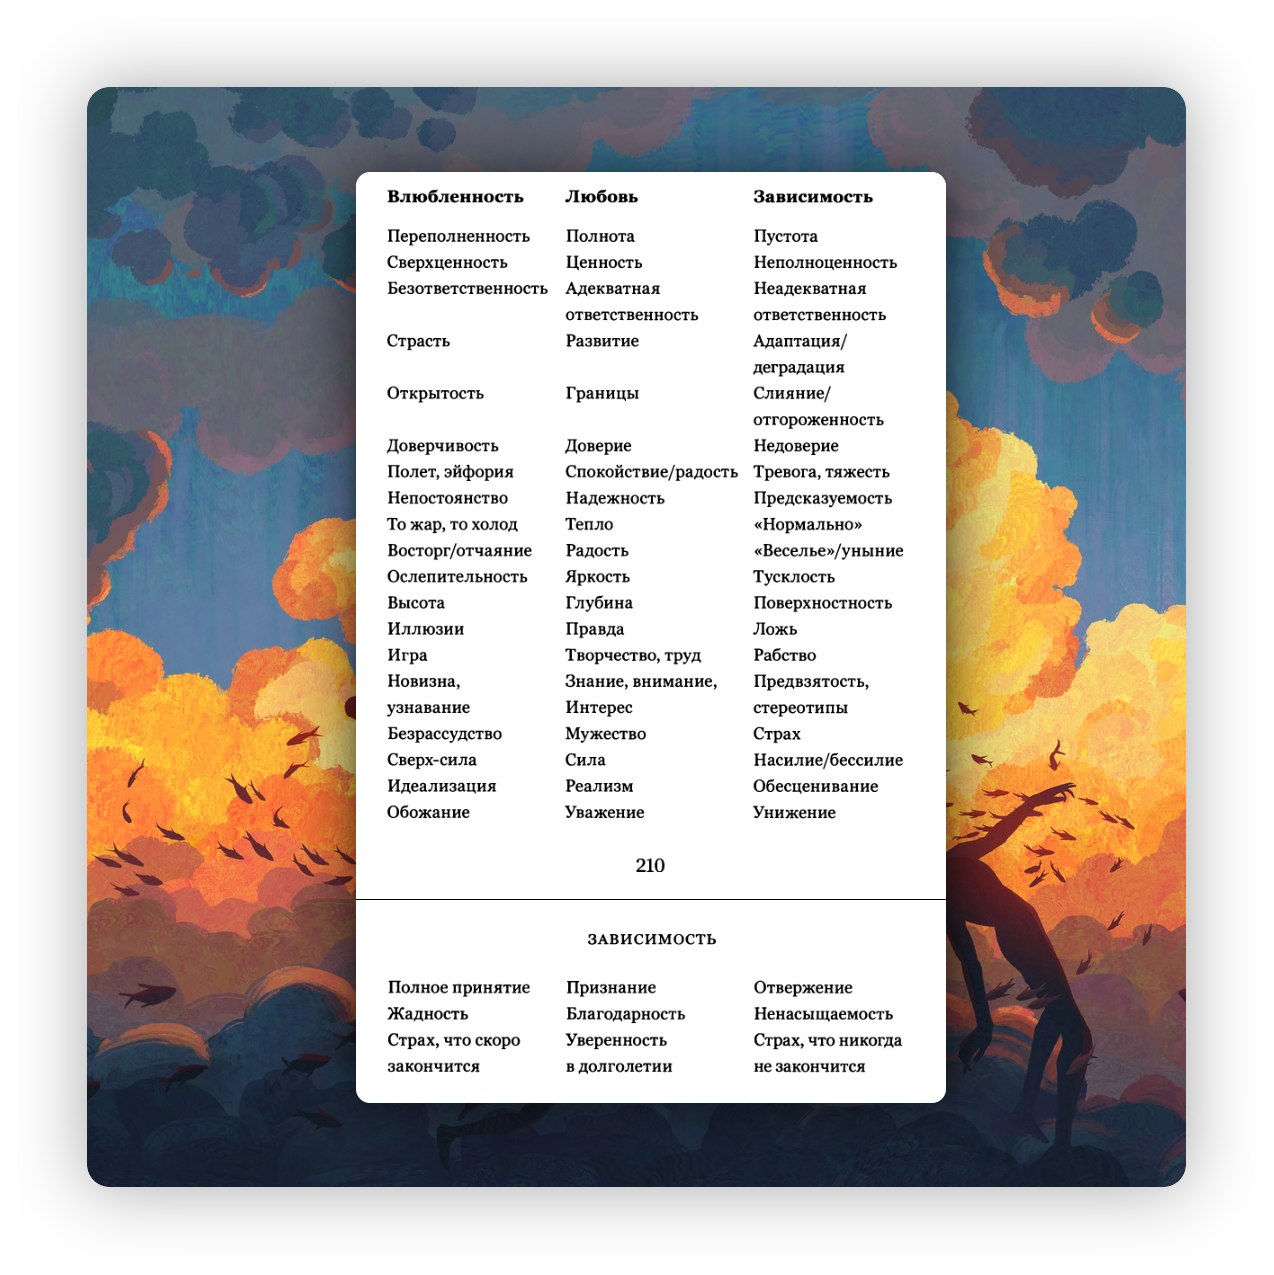 Влюбленность Любовь Зависимость
Переполненность Полнота Пустота
Сверхценность Ценность Неполноценность
Безответственность Адекватная Неадекватная
ответственность ответственность
Страсть Развитие Адаптация/
деградация
Открытость Границы Слияние/
отгороженность
Доверчивость Доверие Недоверие
Полет, эйфория Спокойствие/радость Тревога, тяжесть
Непостоянство Надежность Предсказуемость
То жар, то холод Тепло «Нормально»
Восторг/отчаяние Радость «Веселье»/уныние
Ослепительность Яркость Тусклость
Высота Глубина Поверхностность
Иллюзии Правда Ложь
Игра Творчество, труд Рабство
Новизна, Знание, внимание, Предвзятость,
узнавание Интерес стереотипы
Безрассудство Мужество Страх
Сверх-сила Сила Насилие/бессилие
Идеализация Реализм Обесценивание
Обожание Уважение Унижение
210
ЗАВИСИМОСТЬ
Полное принятие Признание Отвержение
Жадность Благодарность Ненасыщаемость
Страх, что скоро Уверенность Страх, что никогда
закончится в долголетии не закончится